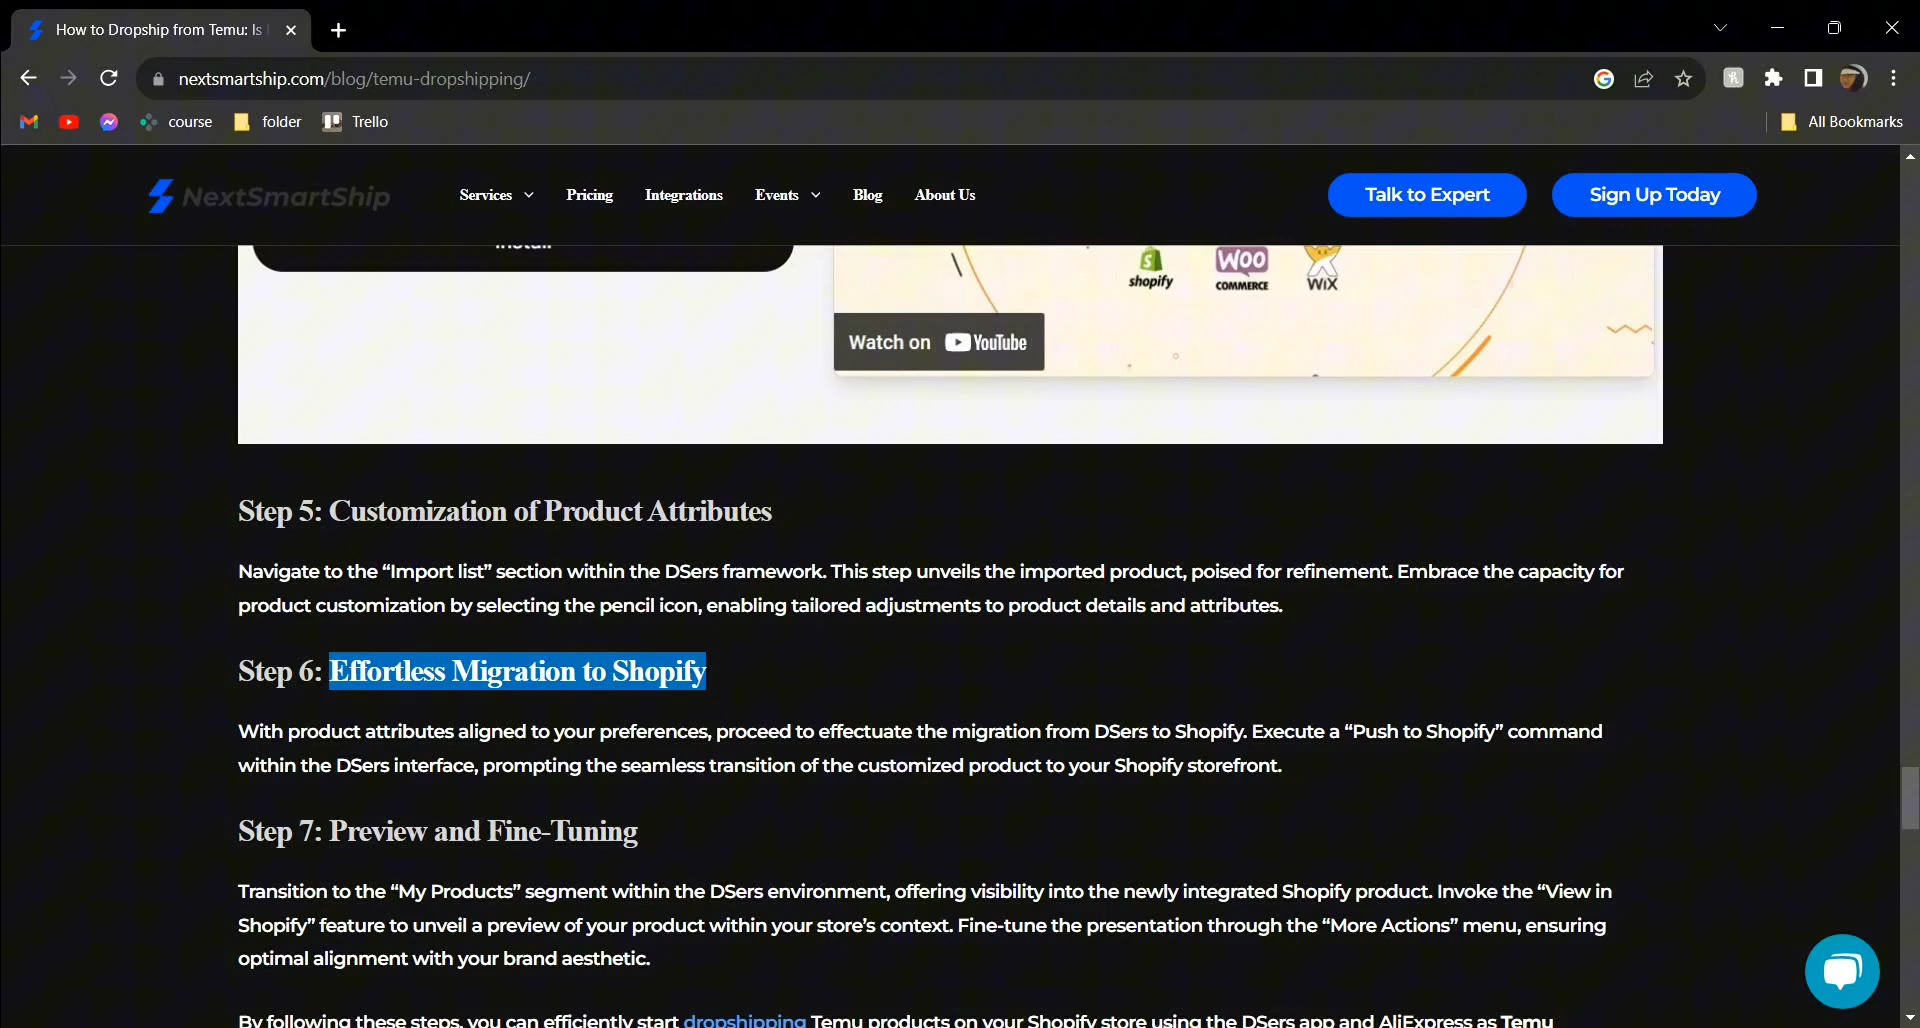 How to Dropship from Temu: Is
nextsmartship.com/blog/temu-dropshipping/
course folder Trello All Bookmarks
NextSmartShip Services Pricing Integrations Events Blog About Us Talk to Expert Sign Up Today
Install
shopify WOO COMMERCE WiX
Watch on YouTube
Step 5: Customization of Product Attributes
Navigate to the “Import list” section within the DSers framework. This step unveils the imported product, poised for refinement. Embrace the capacity for
product customization by selecting the pencil icon, enabling tailored adjustments to product details and attributes.
Step 6: Effortless Migration to Shopify
With product attributes aligned to your preferences, proceed to effectuate the migration from DSers to Shopify. Execute a “Push to Shopify” command
within the DSers interface, prompting the seamless transition of the customized product to your Shopify storefront.
Step 7: Preview and Fine-Tuning
Transition to the “My Products” segment within the DSers environment, offering visibility into the newly integrated Shopify product. Invoke the “View in
Shopify” feature to unveil a preview of your product within your store’s context. Fine-tune the presentation through the “More Actions” menu, ensuring
optimal alignment with your brand aesthetic.
By following these steps, you can efficiently start dropshipping Temu products on your Shopify store using the DSers app and AliExpress as Temu